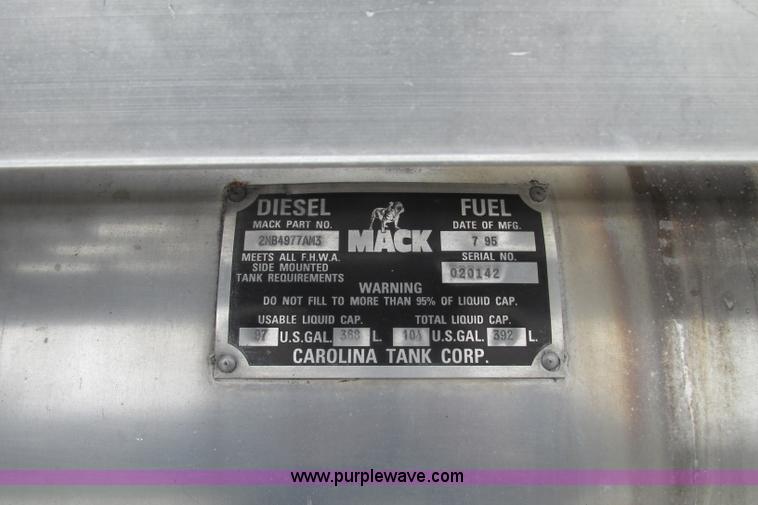 DIESEL MACK FUEL
MACK PART NO. DATE OF MFG.
2MB4977AM3 7 95
MEETS ALL F.H.W.A. SERIAL NO.
SIDE MOUNTED 020142
TANK REQUIREMENTS
WARNING
DO NOT FILL TO MORE THAN 95% OF LIQUID CAP.
USABLE LIQUID CAP. TOTAL LIQUID CAP.
97 U.S.GAL. 368 L. 104 U.S.GAL. 392 L.
CAROLINA TANK CORP.
www.purplewave.com